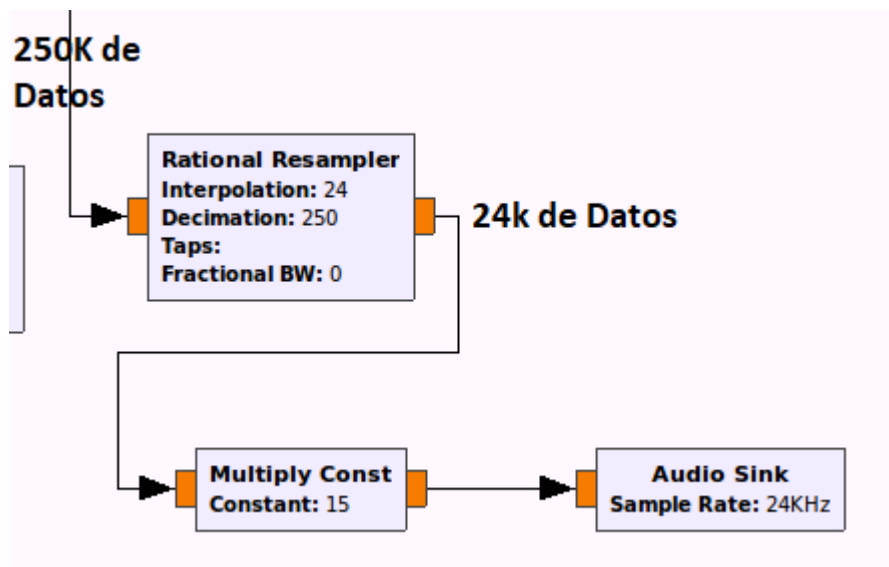 250K de
Datos
Rational Resampler
Interpolation: 24
Decimation: 250
Taps:
Fractional BW: 0
24k de Datos
Multiply Const
Constant: 15
Audio Sink
Sample Rate: 24KHz